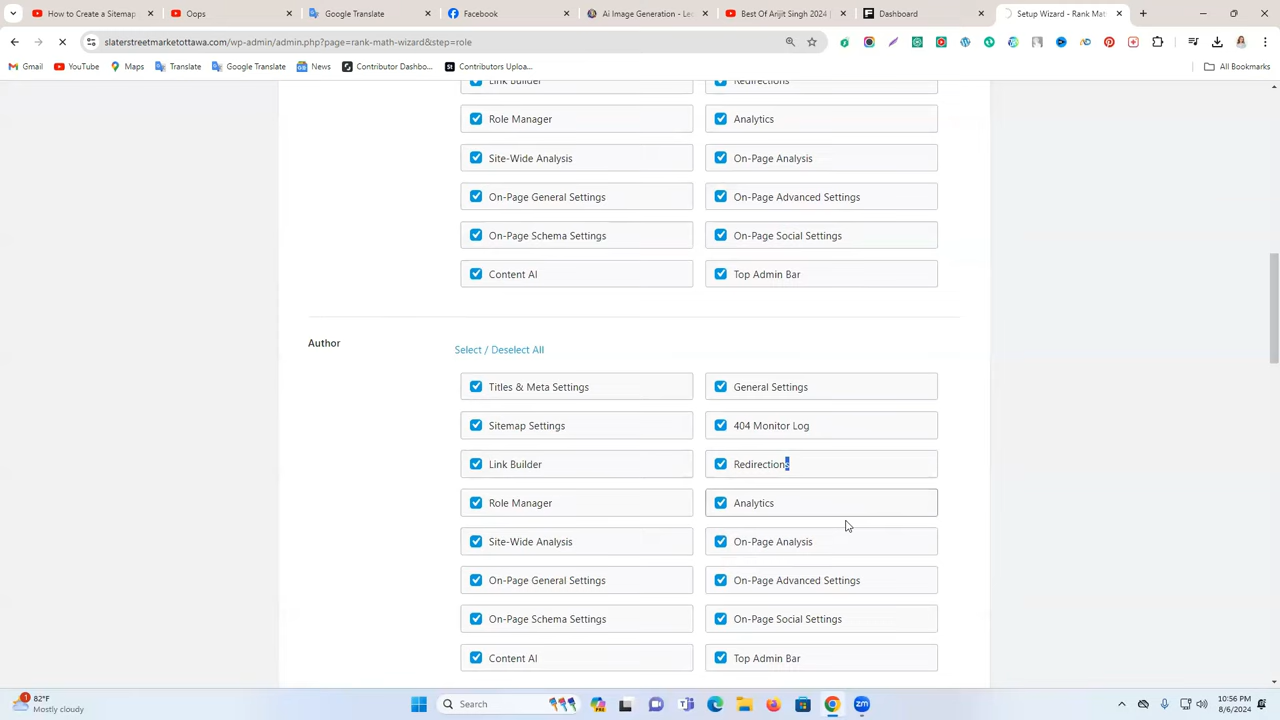 How to Create a Sitemap
Oops
Google Translate
Facebook
AI Image Generation - Le
Best Of Arijit Singh 2024 |
Dashboard
Setup Wizard - Rank Mat
slaterstreetmarketottawa.com/wp-admin/admin.php?page=rank-math-wizard&step=role
Gmail
YouTube
Maps
Translate
Google Translate
News
Contributor Dashbo...
Contributors Uploa...
All Bookmarks
Link Builder
Redirections
Role Manager
Analytics
Site-Wide Analysis
On-Page Analysis
On-Page General Settings
On-Page Advanced Settings
On-Page Schema Settings
On-Page Social Settings
Content AI
Top Admin Bar
Author
Select / Deselect All
Titles & Meta Settings
General Settings
Sitemap Settings
404 Monitor Log
Link Builder
Redirections
Role Manager
Analytics
Site-Wide Analysis
On-Page Analysis
On-Page General Settings
On-Page Advanced Settings
On-Page Schema Settings
On-Page Social Settings
Content AI
Top Admin Bar
82°F
Mostly cloudy
Search
10:56 PM
8/6/2024